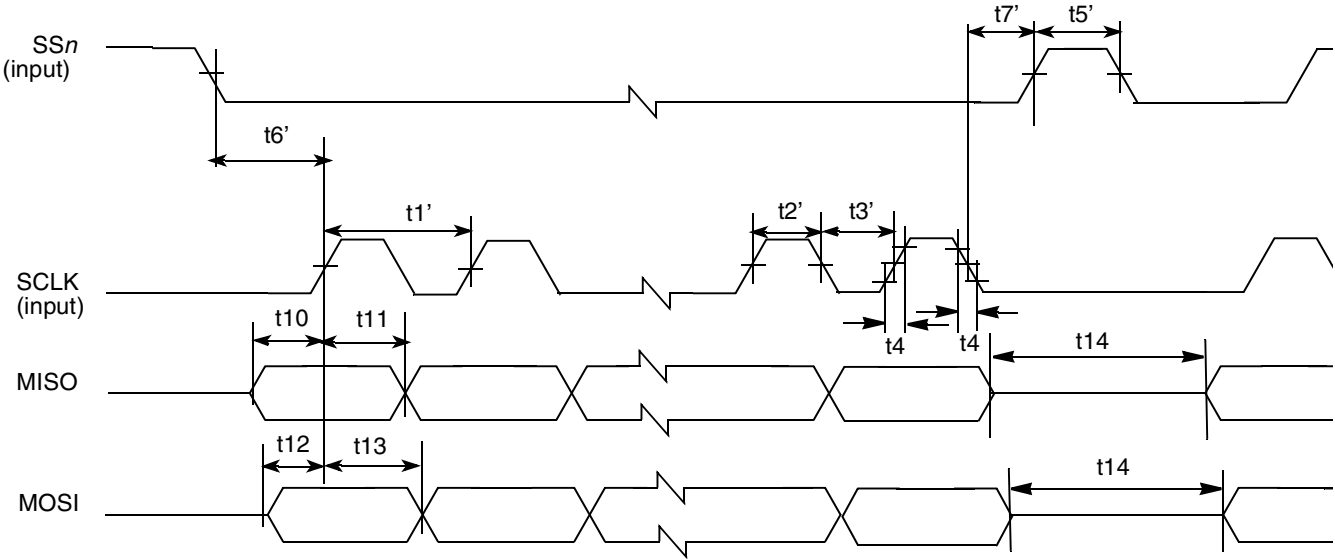 t7’ t5’
SSn
(input)
t6’
t1’ t2’ t3’
SCLK
(input)
t10 t11 t4 t4 t14
MISO
t12 t13 t14
MOSI